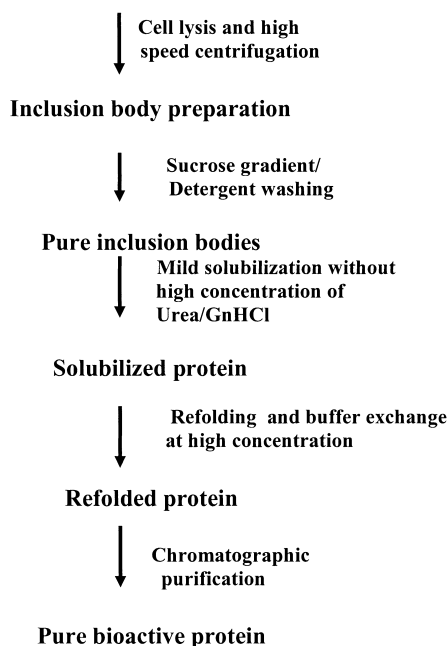 Cell lysis and high
speed centrifugation
Inclusion body preparation
Sucrose gradient/
Detergent washing
Pure inclusion bodies
Mild solubilization without
high concentration of
Urea/GnHCl
Solubilized protein
Refolding and buffer exchange
at high concentration
Refolded protein
Chromatographic
purification
Pure bioactive protein